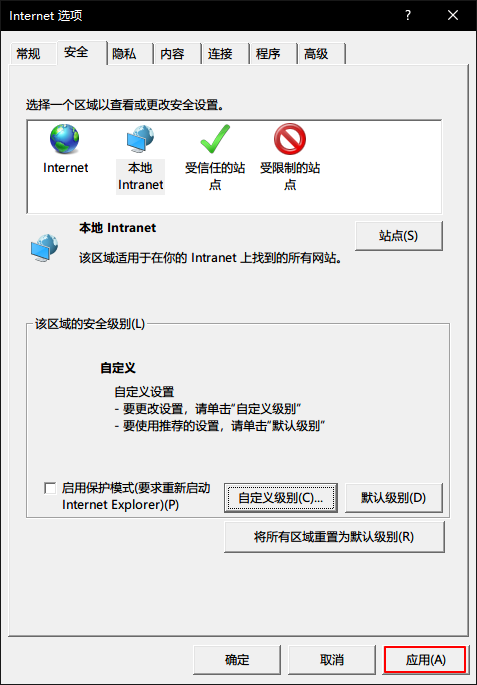 Internet 选项
?
常规 安全 隐私 内容 连接 程序 高级
选择一个区域以查看或更改安全设置。
Internet
本地
Intranet
受信任的站
点
受限制的站
点
本地 Intranet
站点(S)
该区域适用于在你的 Intranet 上找到的所有网站。
该区域的安全级别(L)
自定义
自定义设置
- 要更改设置，请单击"自定义级别"
- 要使用推荐的设置，请单击"默认级别"
启用保护模式(要求重新启动
Internet Explorer)(P)
自定义级别(C)...
默认级别(D)
将所有区域重置为默认级别(R)
确定 取消 应用(A)